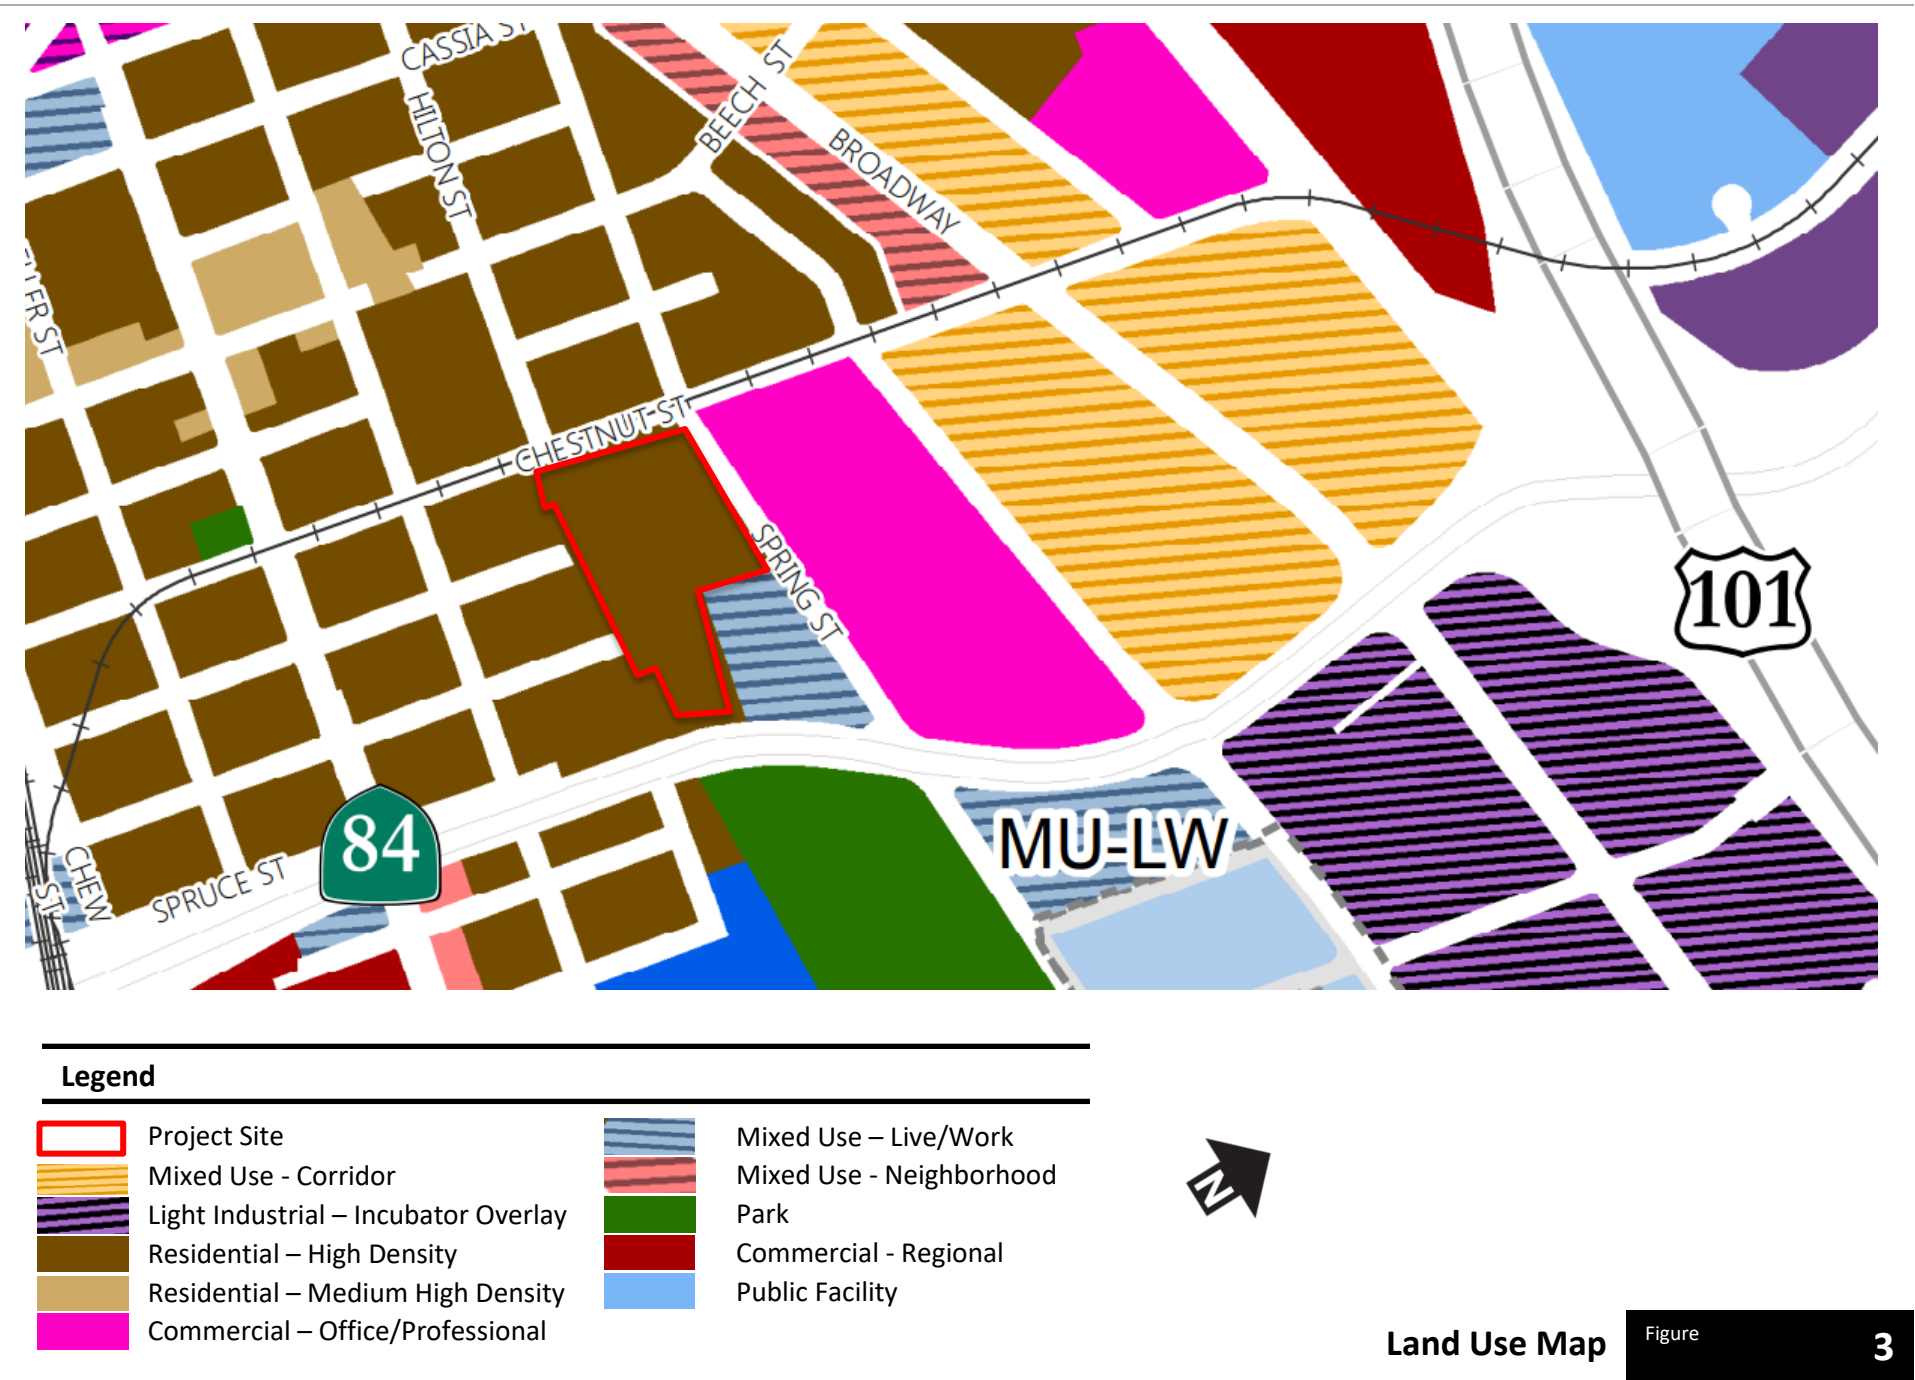 CASSIA ST
HILTON ST
BEECH ST
BROADWAY
CHESTNUT ST
SPRING ST
101
84
MU-LW
CHEW
ST
SPRUCE ST
Legend
Project Site
Mixed Use - Corridor
Light Industrial – Incubator Overlay
Residential – High Density
Residential – Medium High Density
Commercial – Office/Professional
Mixed Use – Live/Work
Mixed Use - Neighborhood
Park
Commercial - Regional
Public Facility
N
Land Use Map
Figure
3